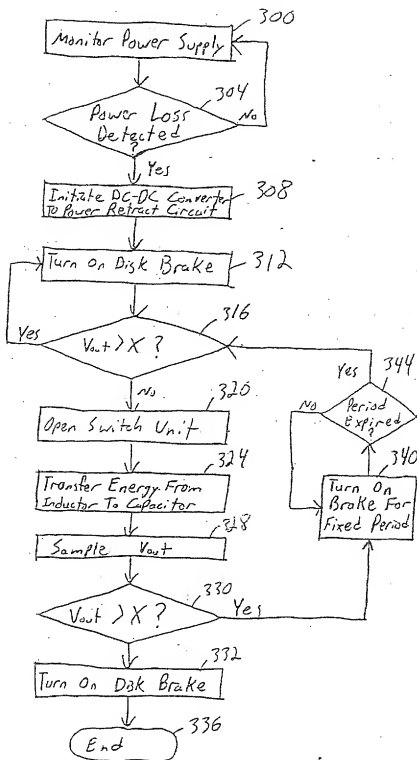 300
Monitor Power Supply
304
Power Loss
Detected
?
No
Yes
308
Initiate DC-DC Converter
To Power Retract Circuit
312
Turn On Disk Brake
316
Vout > X ?
Yes
No
320
Open Switch Unit
324
Transfer Energy From
Inductor To Capacitor
328
Sample Vout
330
Vout > X ?
Yes
332
Turn On Disk Brake
336
End
344
Yes
Period
Expired
?
No
340
Turn On
Brake For
Fixed Period